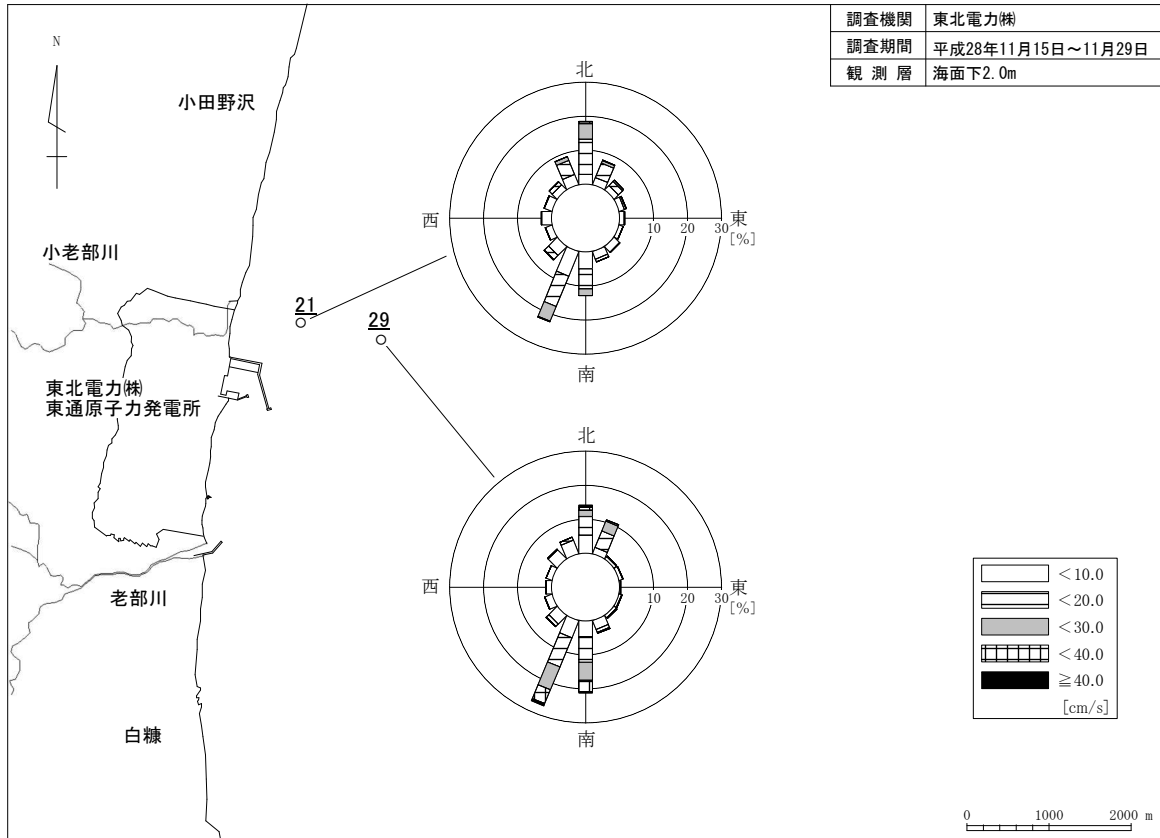 調査機関 東北電力㈱
調査期間 平成28年11月15日～11月29日
観測層 海面下2.0m
N
小田野沢
北
西
東
10 20 30
[%]
南
小老部川
21
29
東北電力㈱
東通原子力発電所
北
西
東
10 20 30
[%]
南
老部川
白糠
＜10.0
＜20.0
＜30.0
＜40.0
≧40.0
[cm/s]
0 1000 2000 m